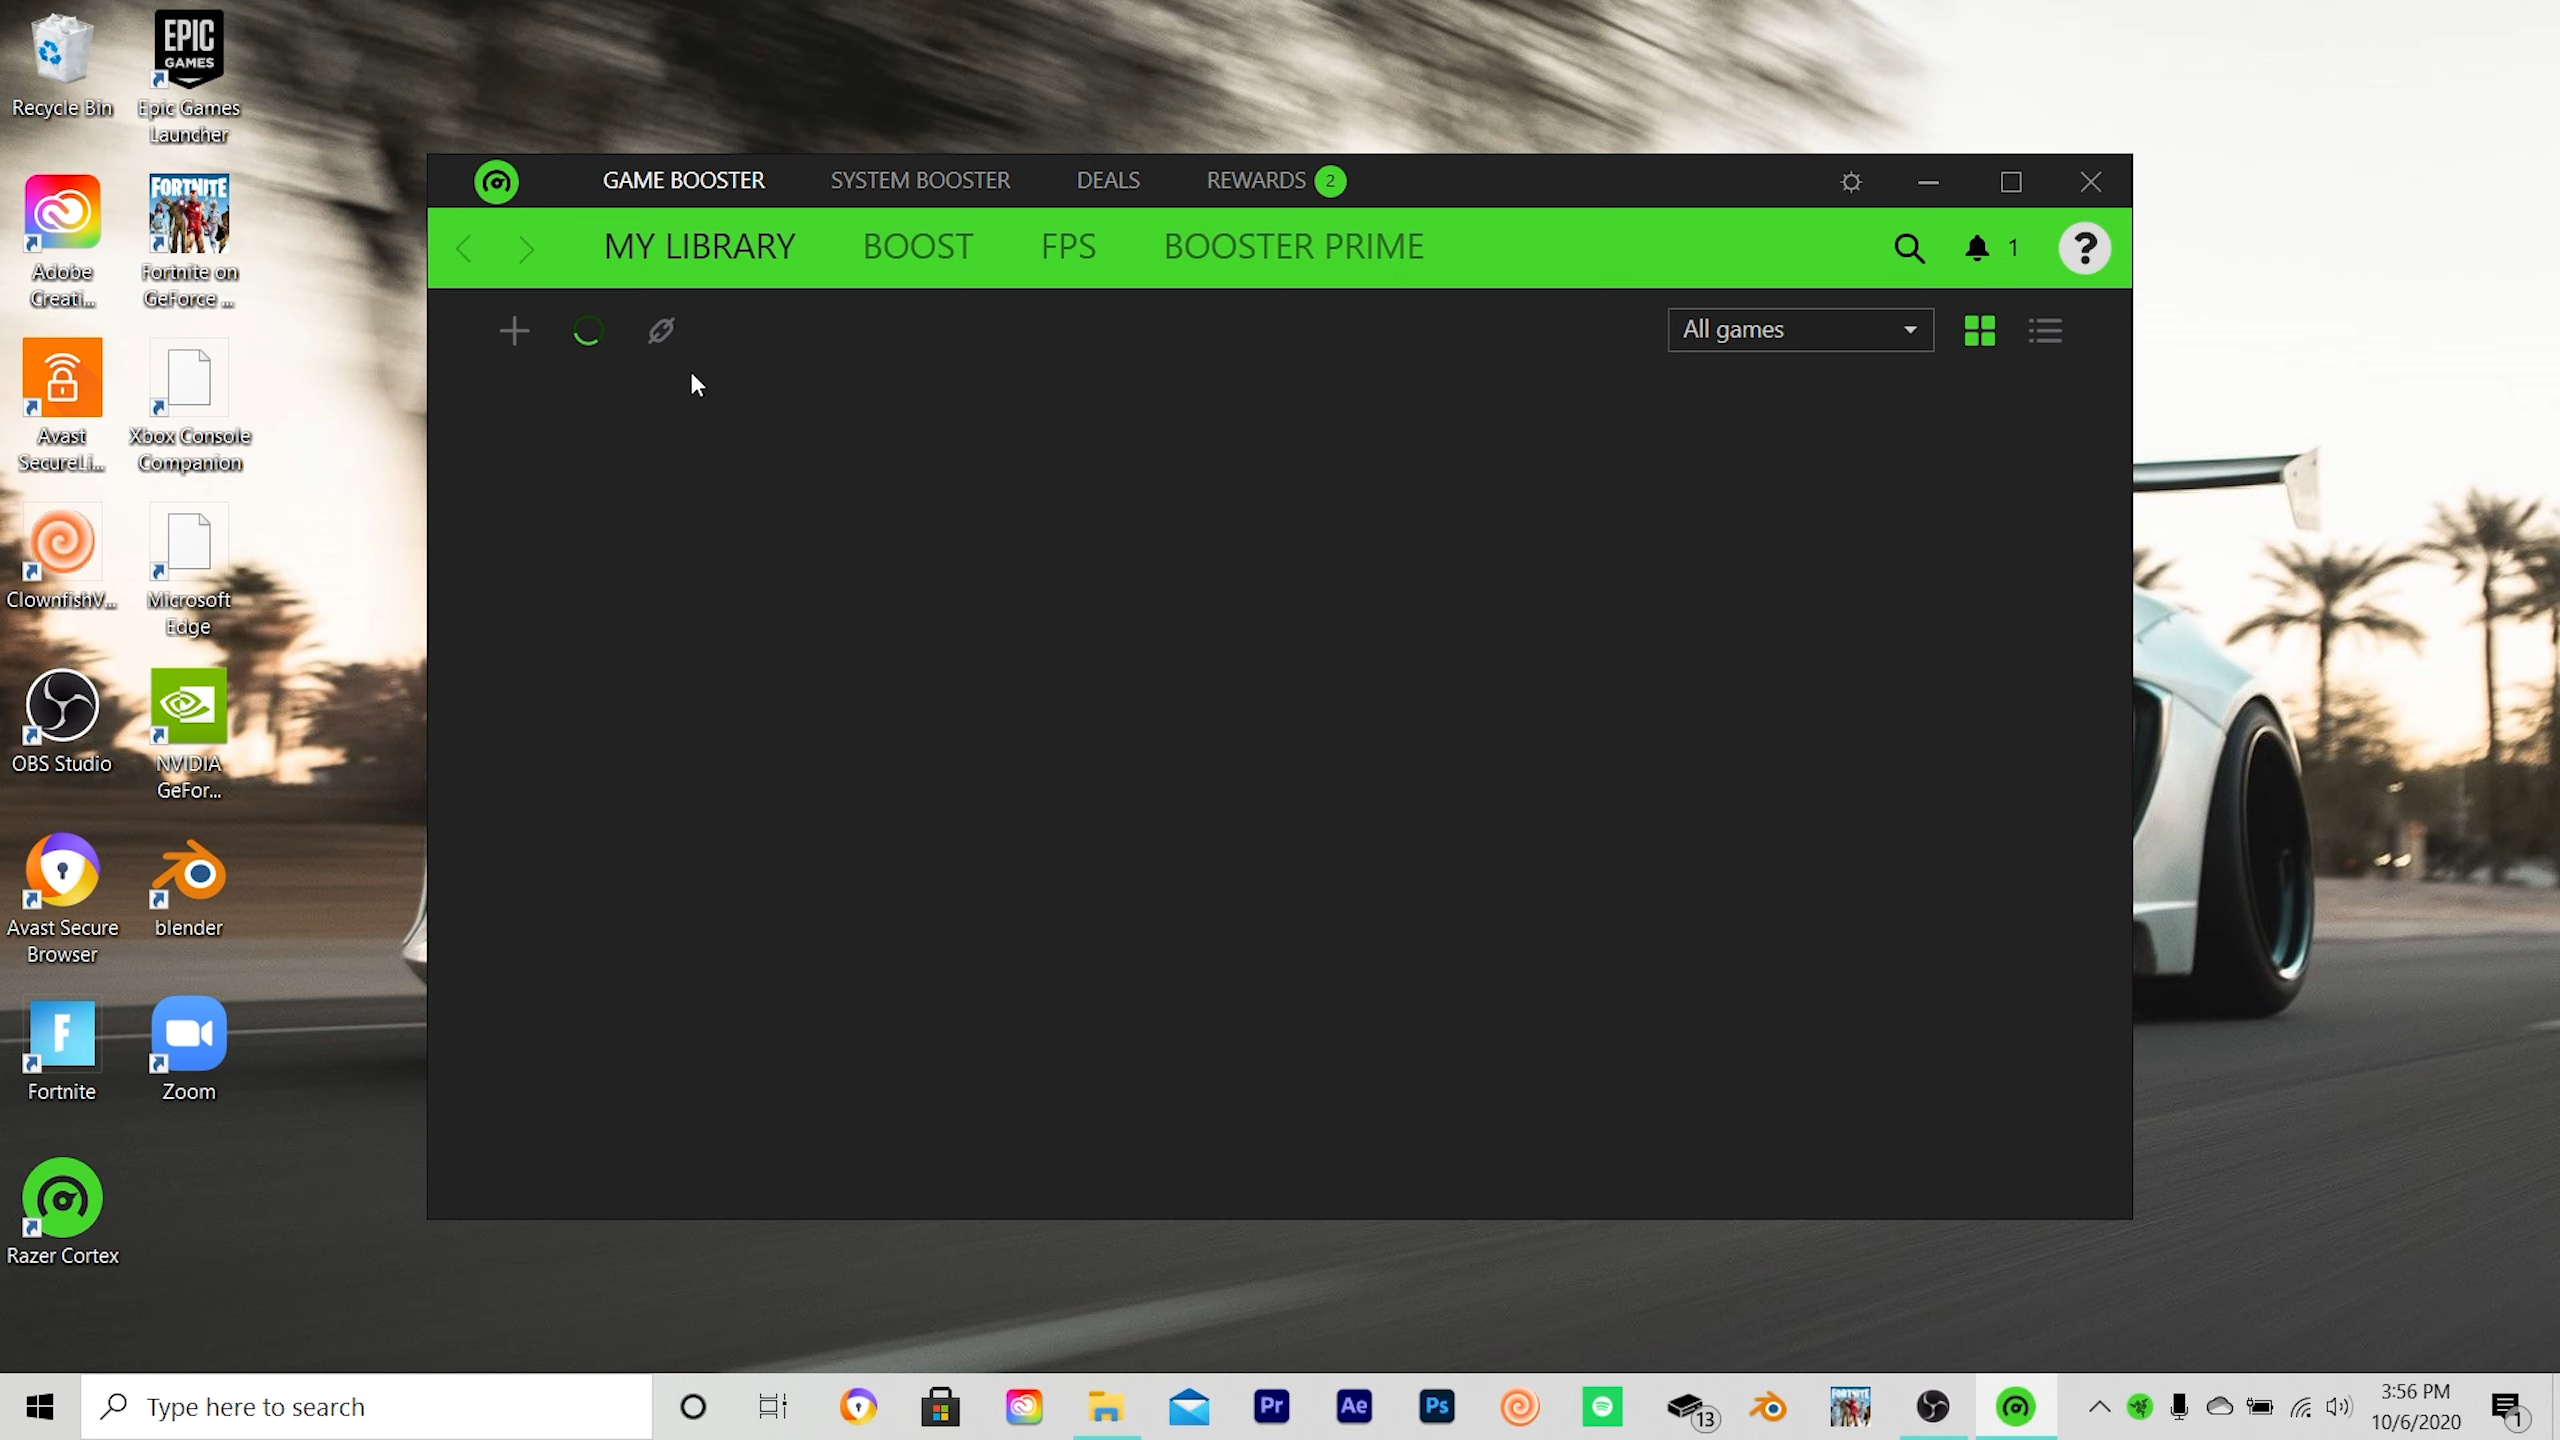 Recycle Bin
EPIC
GAMES
Epic Games
Launcher
Adobe
Creati...
FORTNITE
Fortnite on
GeForce ...
Avast
SecureLi...
Xbox Console
Companion
ClownfishV...
Microsoft
Edge
OBS Studio
NVIDIA
GeFor...
Avast Secure
Browser
blender
F
Fortnite
Zoom
Razer Cortex
GAME BOOSTER
SYSTEM BOOSTER
DEALS
REWARDS 2
MY LIBRARY
BOOST
FPS
BOOSTER PRIME
1
?
All games
Type here to search
Pr
Ae
Ps
13
FORTNITE
3:56 PM
10/6/2020
1